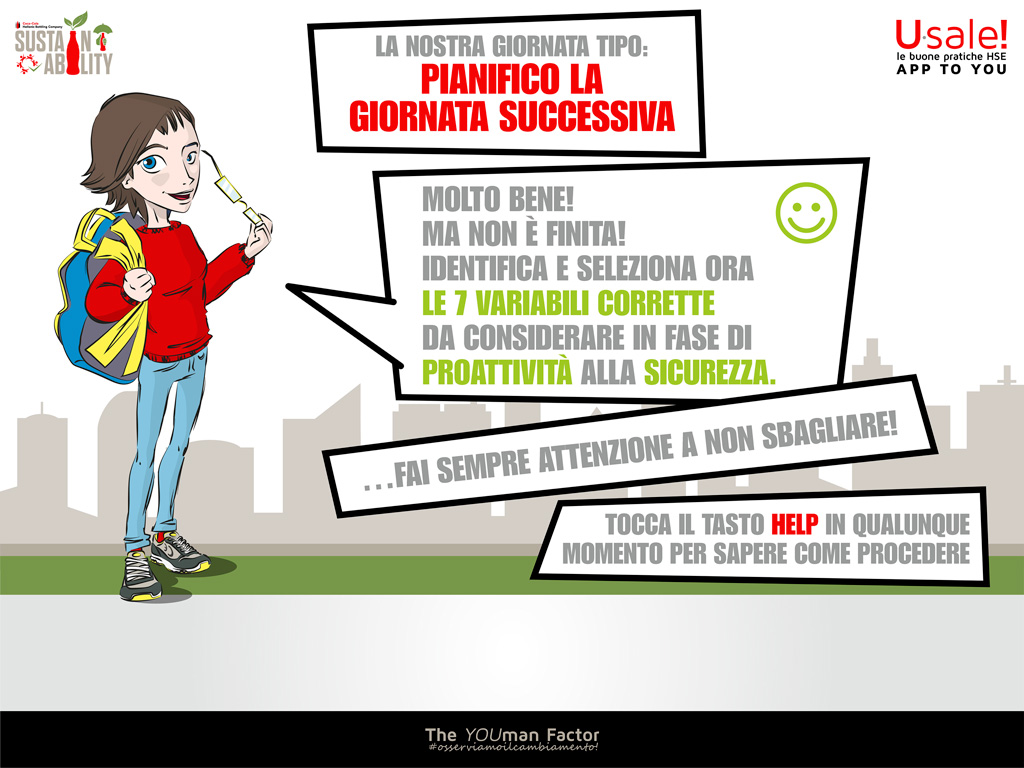 Coca-Cola
Hellenic Bottling Company
SUSTAIN
ABILITY
U·sale!
le buone pratiche HSE
APP TO YOU
LA NOSTRA GIORNATA TIPO:
PIANIFICO LA
GIORNATA SUCCESSIVA
MOLTO BENE!
MA NON È FINITA!
IDENTIFICA E SELEZIONA ORA
LE 7 VARIABILI CORRETTE
DA CONSIDERARE IN FASE DI
PROATTIVITÀ ALLA SICUREZZA.
...FAI SEMPRE ATTENZIONE A NON SBAGLIARE!
TOCCA IL TASTO HELP IN QUALUNQUE
MOMENTO PER SAPERE COME PROCEDERE
The YOUman Factor
#osserviamoilcambiamento!